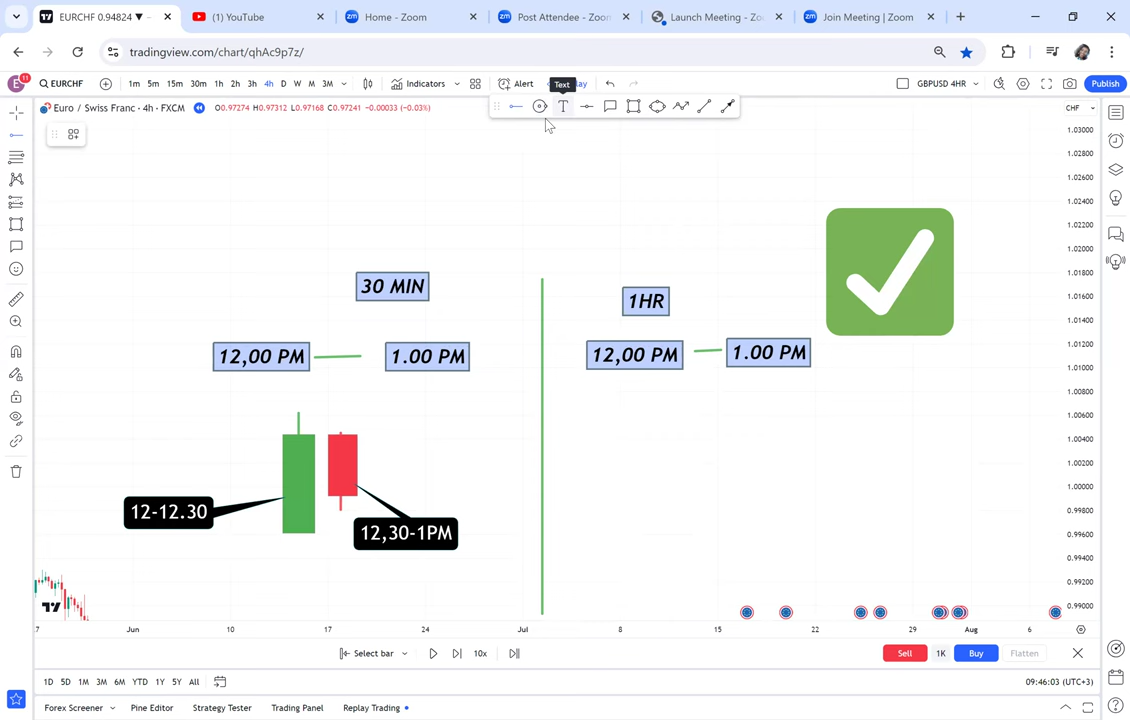 EURCHF 0.94824 ▼ –
(1) YouTube
Home - Zoom
Post Attendee - Zoom
Launch Meeting - Zoo
Join Meeting | Zoom
tradingview.com/chart/qhAc9p7z/
E 11
EURCHF
1m 5m 15m 30m 1h 2h 3h 4h D W M 3M
Indicators
Alert
Text
GBPUSD 4HR
Publish
Euro / Swiss Franc · 4h · FXCM
O0.97274 H0.97312 L0.97168 C0.97241 −0.00033 (−0.03%)
CHF
1.03000
1.02800
1.02600
1.02400
1.02200
1.02000
1.01800
1.01600
1.01400
1.01200
1.01000
1.00800
1.00600
1.00400
1.00200
1.00000
0.99800
0.99600
0.99400
0.99200
0.99000
30 MIN
1HR
12,00 PM
1.00 PM
12,00 PM
1.00 PM
12-12.30
12,30-1PM
7 Jun 10 17 24 Jul 8 15 22 29 Aug 6
Select bar
10x
Sell 1K Buy Flatten
1D 5D 1M 3M 6M YTD 1Y 5Y All
09:46:03 (UTC+3)
Forex Screener
Pine Editor
Strategy Tester
Trading Panel
Replay Trading